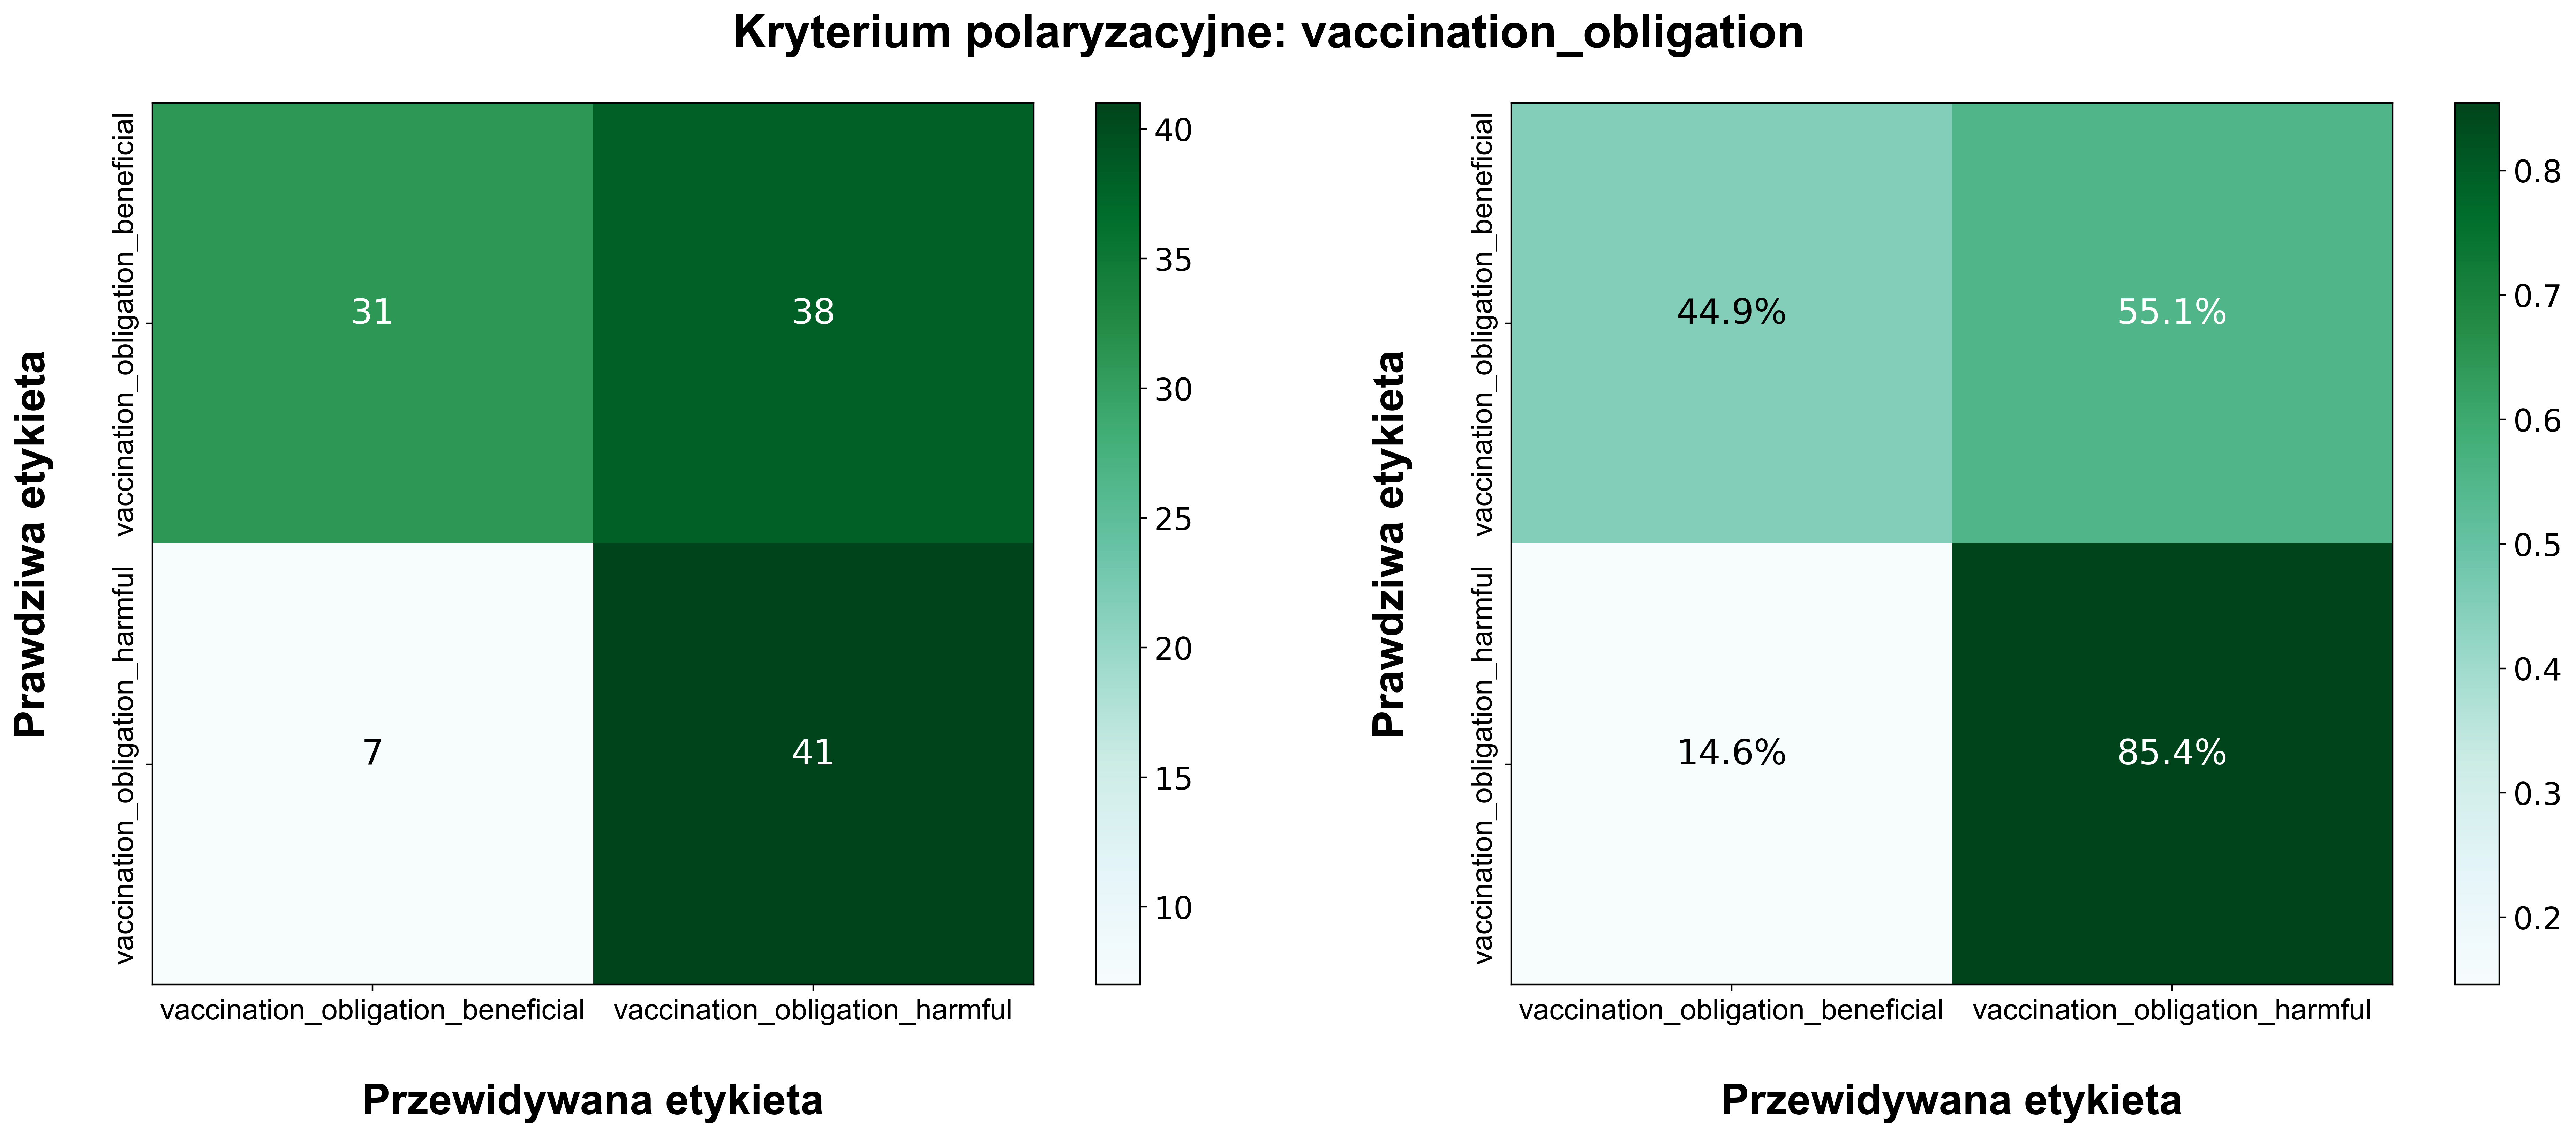 Kryterium polaryzacyjne: vaccination_obligation
Prawdziwa etykieta
vaccination_obligation_beneficial
vaccination_obligation_harmful
31
38
7
41
vaccination_obligation_beneficial
vaccination_obligation_harmful
Przewidywana etykieta
40
35
30
25
20
15
10
Prawdziwa etykieta
vaccination_obligation_beneficial
vaccination_obligation_harmful
44.9%
55.1%
14.6%
85.4%
vaccination_obligation_beneficial
vaccination_obligation_harmful
Przewidywana etykieta
0.8
0.7
0.6
0.5
0.4
0.3
0.2